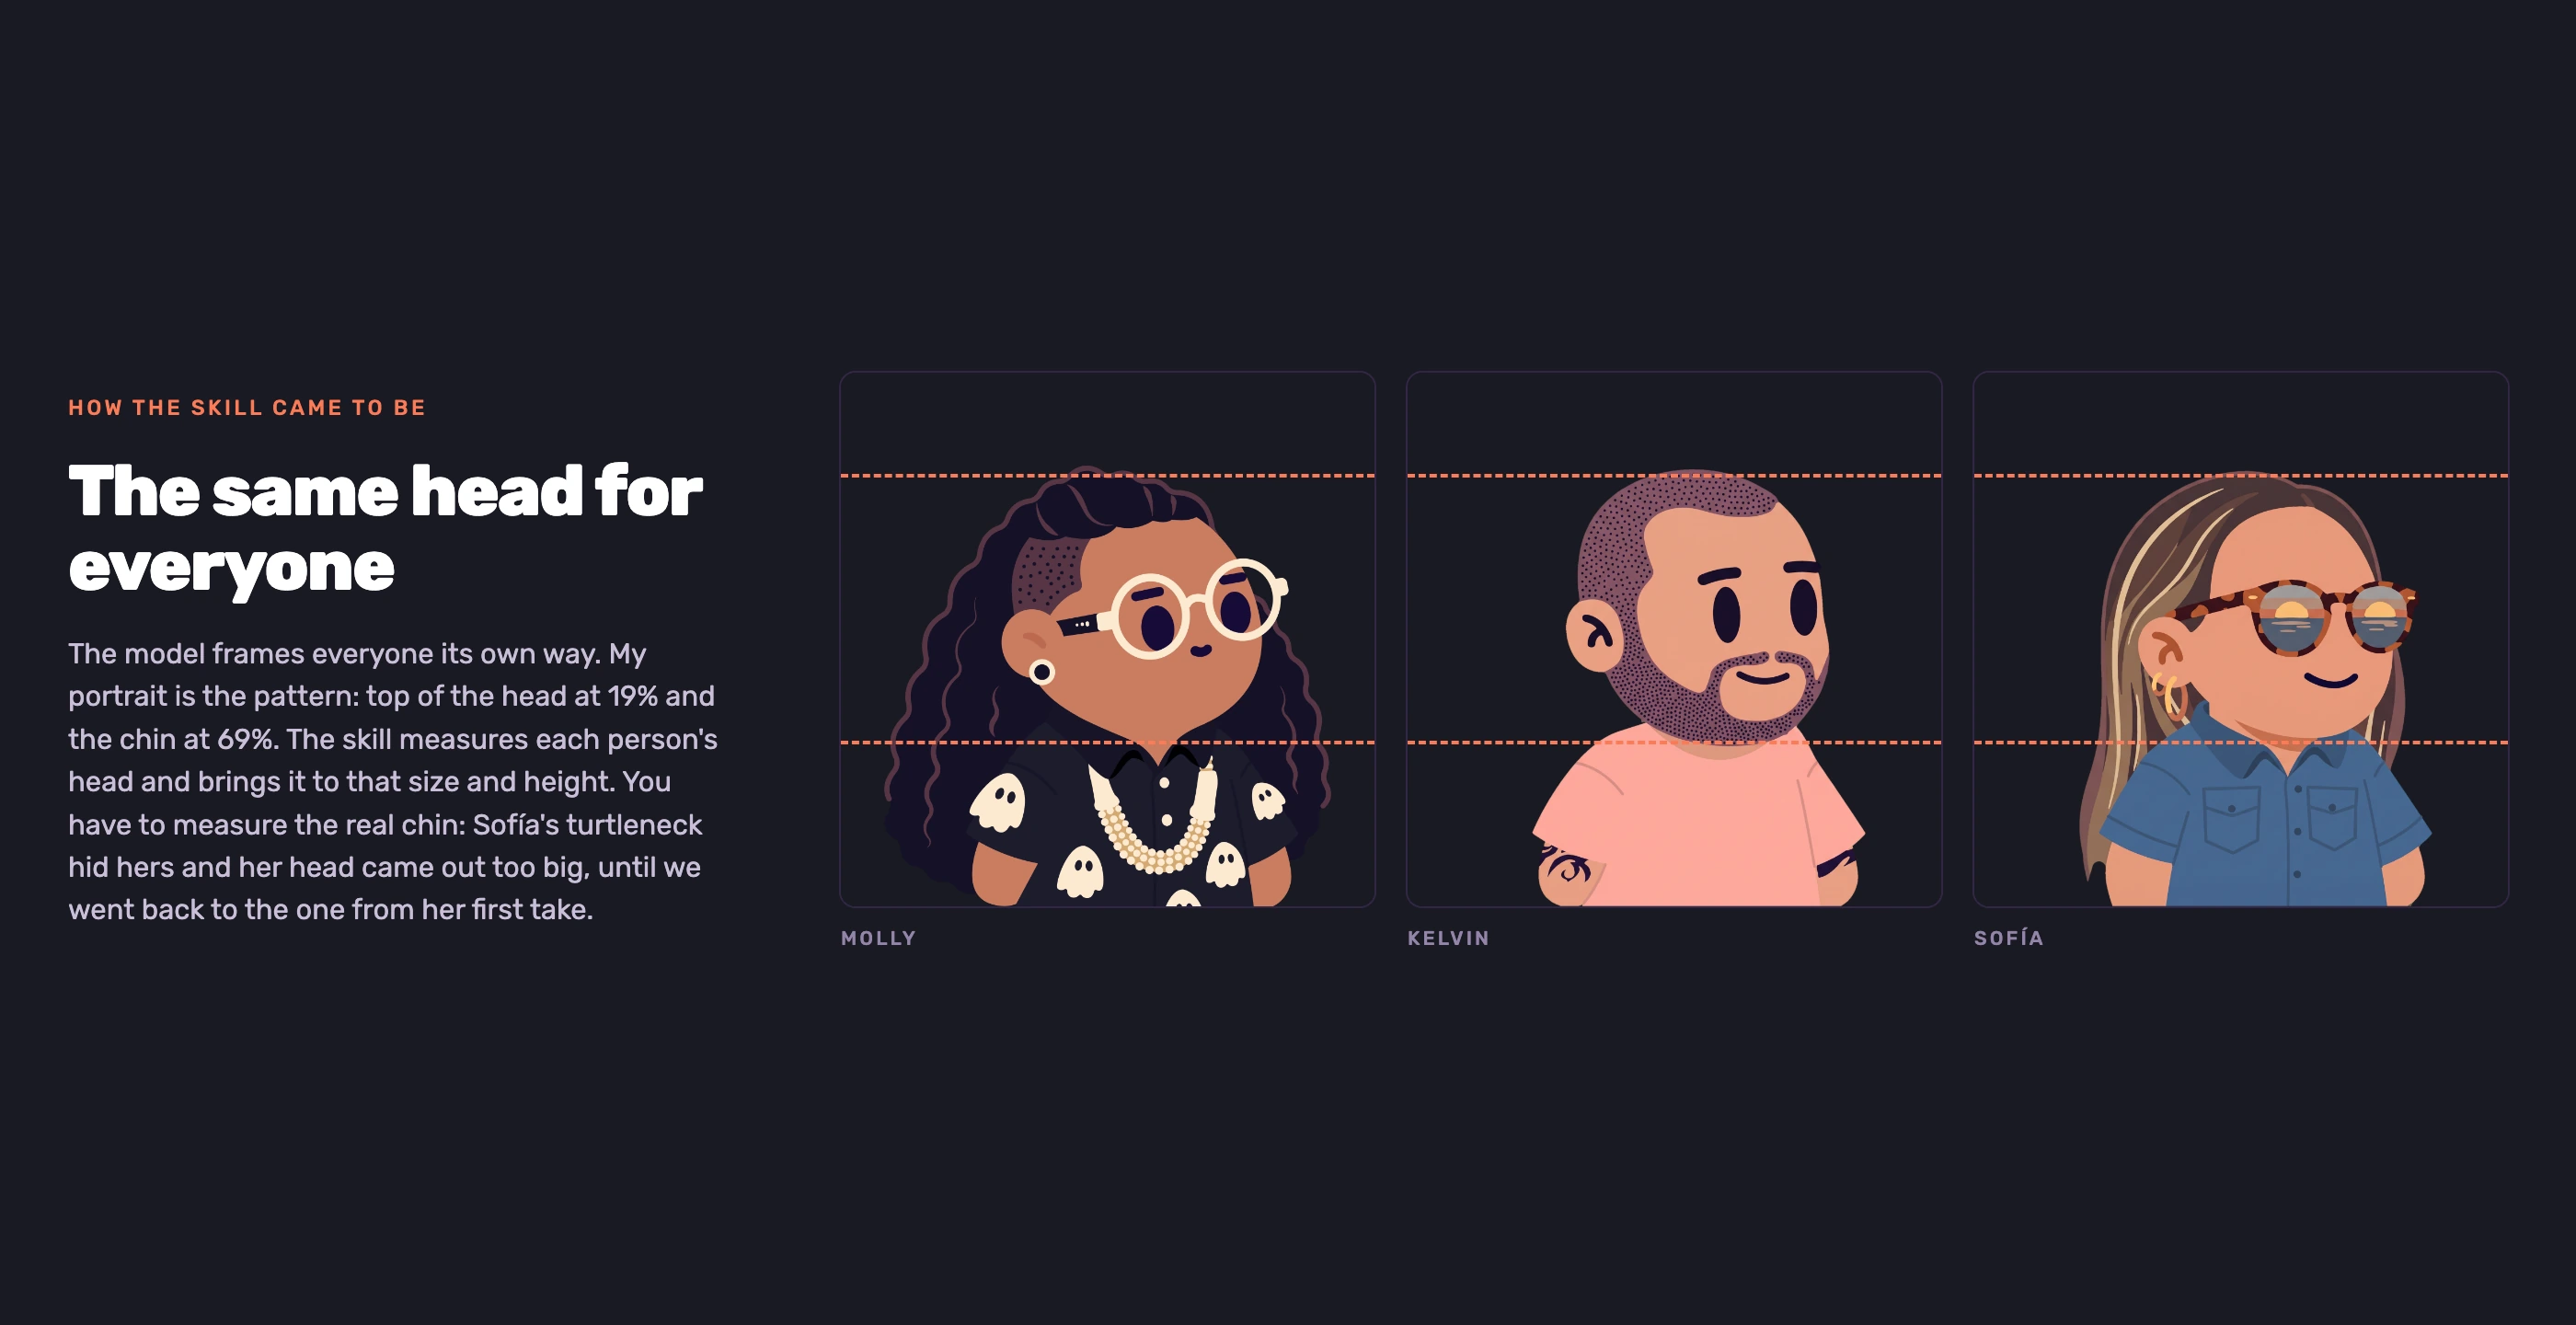 HOW THE SKILL CAME TO BE
The same head for
everyone
The model frames everyone its own way. My
portrait is the pattern: top of the head at 19% and
the chin at 69%. The skill measures each person's
head and brings it to that size and height. You
have to measure the real chin: Sofía's turtleneck
hid hers and her head came out too big, until we
went back to the one from her first take.
MOLLY
KELVIN
SOFÍA